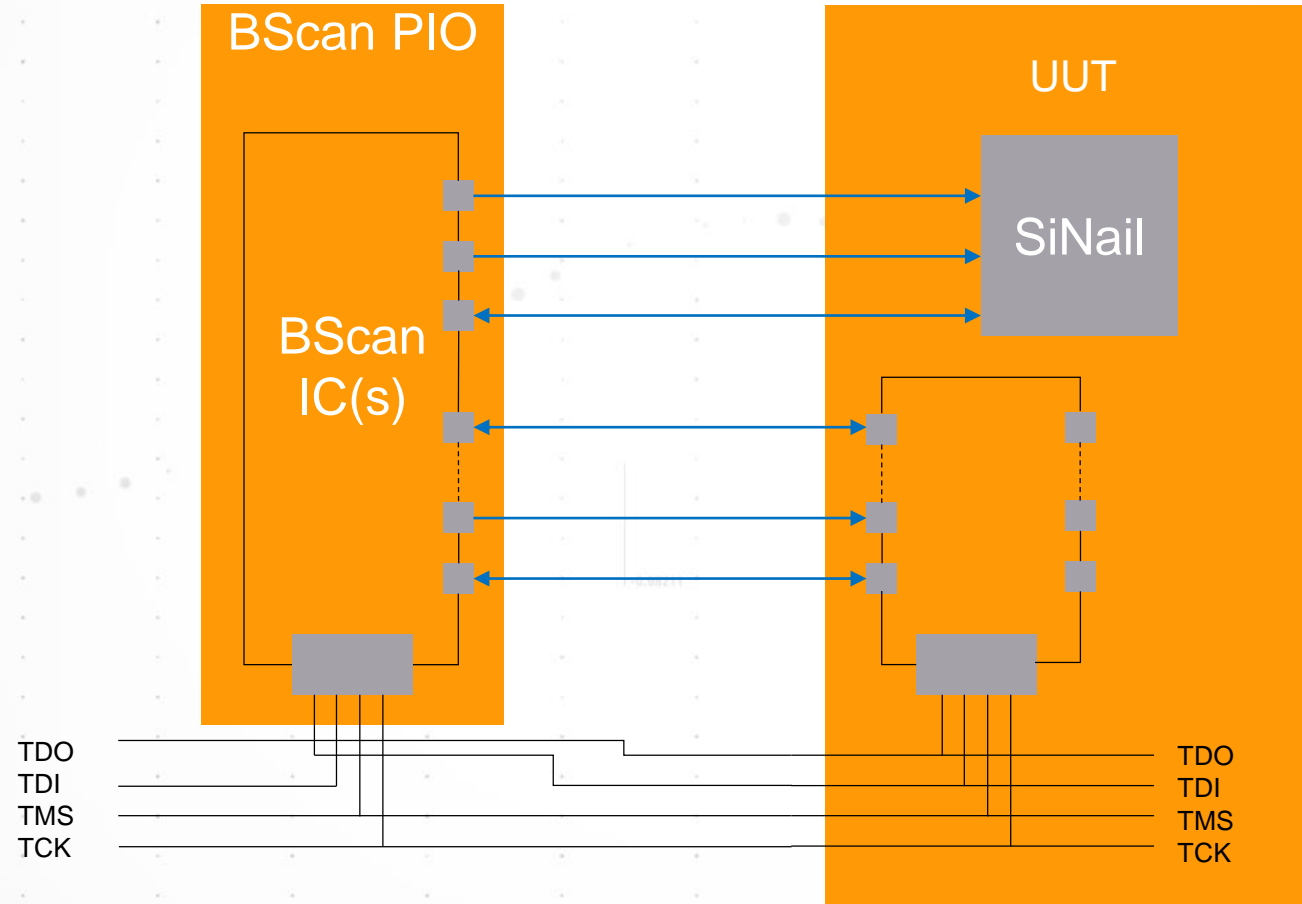 BScan PIO
UUT
SiNail
BScan
IC(s)
TDO
TDI
TMS
TCK
TDO
TDI
TMS
TCK